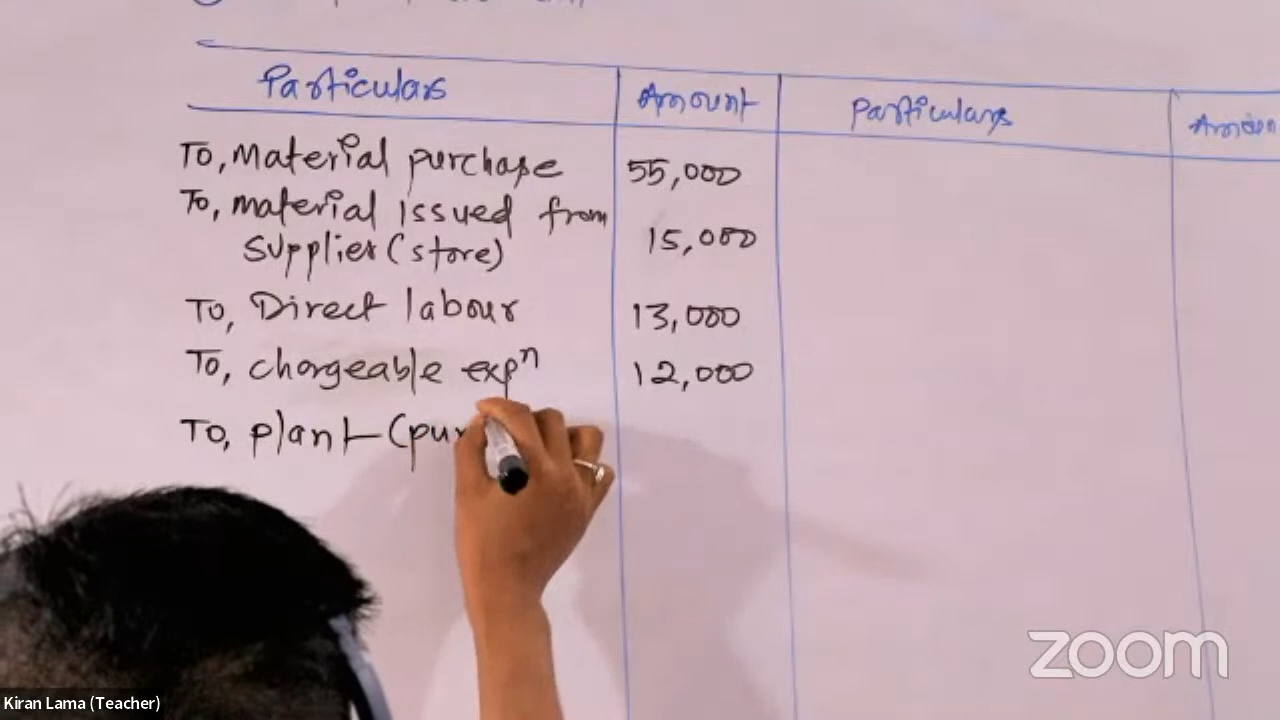 Particulars Amount Particulars
To, Material purchase 55,000
To, material issued from
Supplier (store) 15,000
To, Direct labour 13,000
To, chargeable expn 12,000
To, plant (pur
zoom
Kiran Lama (Teacher)